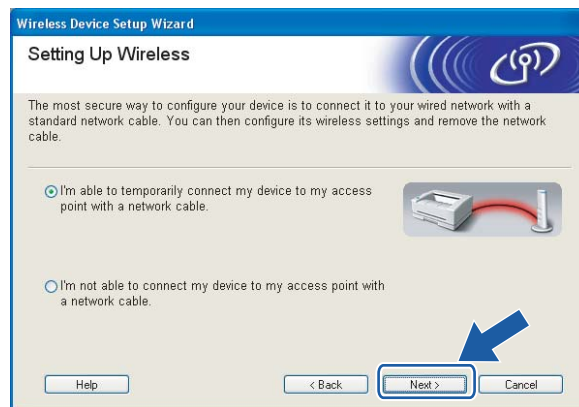 Wireless Device Setup Wizard
Setting Up Wireless
The most secure way to configure your device is to connect it to your wired network with a
standard network cable. You can then configure its wireless settings and remove the network
cable.
I'm able to temporarily connect my device to my access
point with a network cable.
I'm not able to connect my device to my access point with
a network cable.
Help
< Back
Next >
Cancel